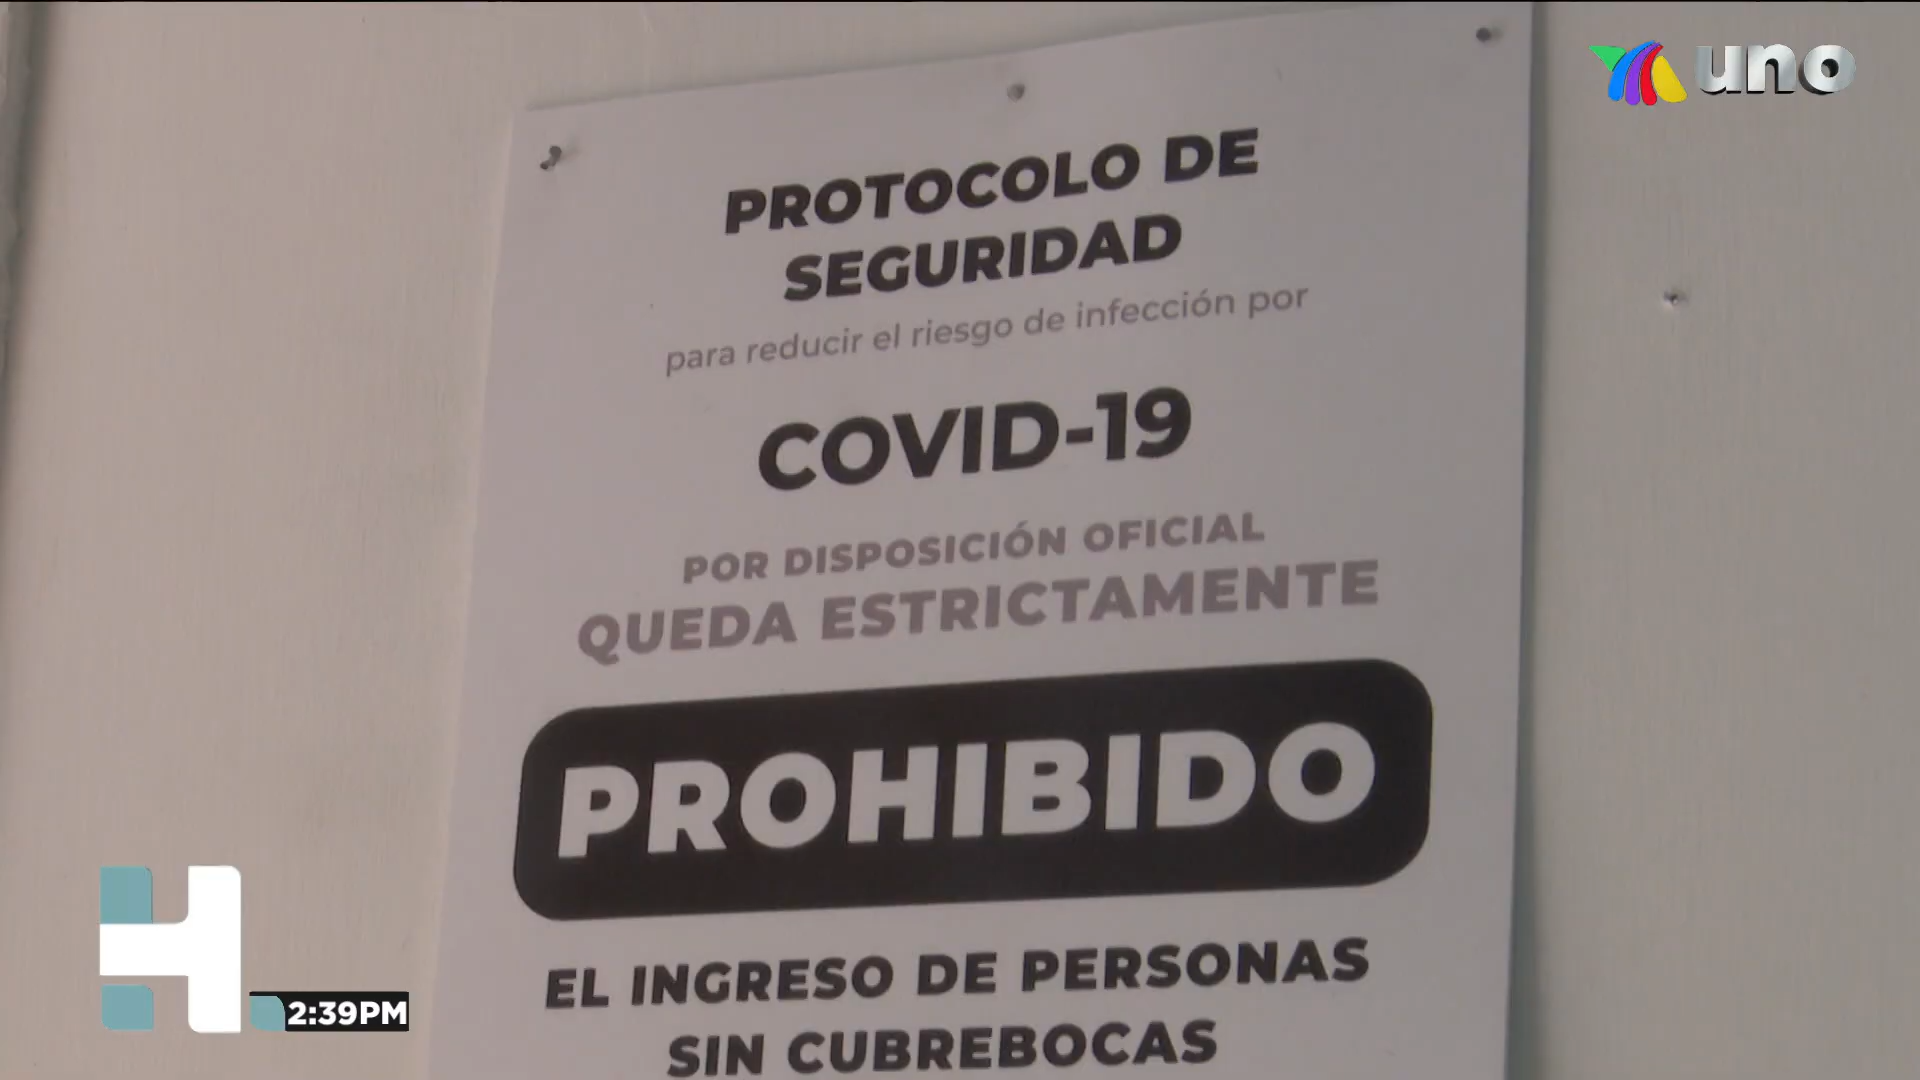 uno
PROTOCOLO DE
SEGURIDAD
para reducir el riesgo de infección por
COVID-19
POR DISPOSICIÓN OFICIAL
QUEDA ESTRICTAMENTE
PROHIBIDO
EL INGRESO DE PERSONAS
SIN CUBREBOCAS
H
2:39PM